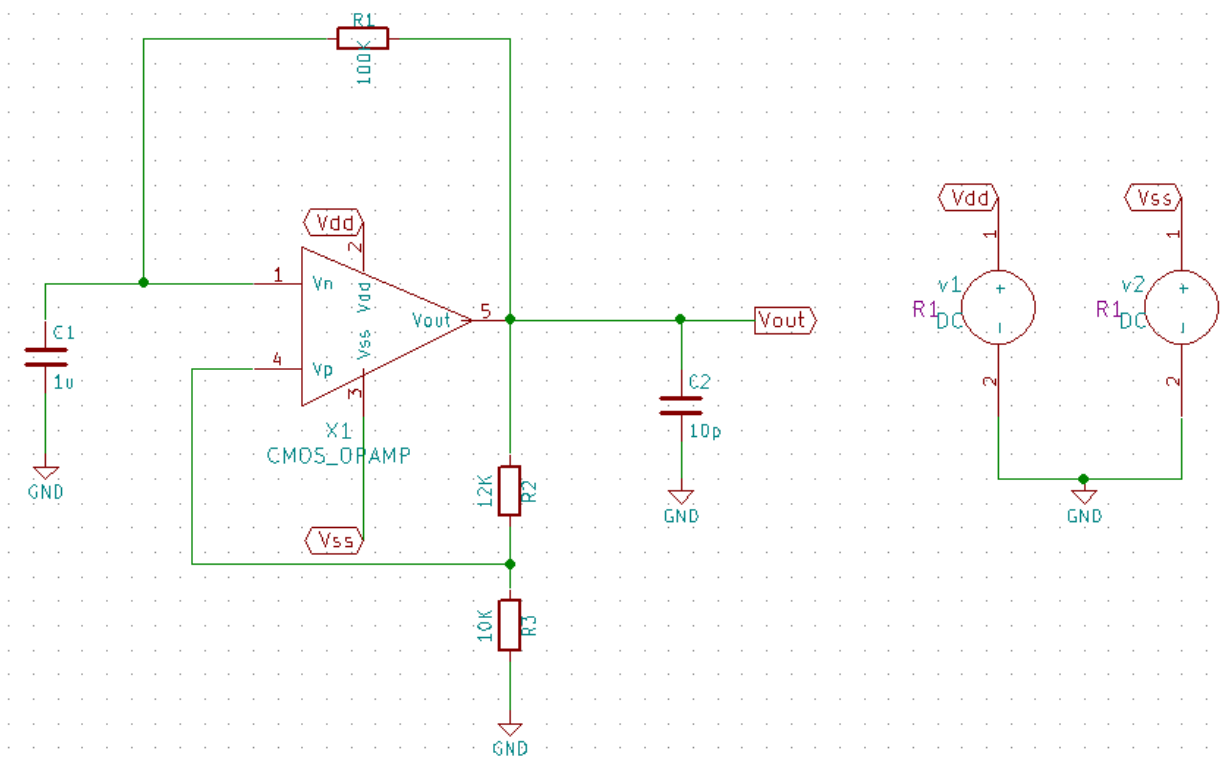 R1
100K
Vdd
2
1
Vn
Vdd
Vout
5
Vout
Vss
4
Vp
3
C1
1u
GND
X1
CMOS_OPAMP
Vss
C2
10p
GND
12K
R2
10K
R3
GND
Vdd
1
v1
+
R1
DC
2
Vss
1
v2
+
R1
DC
2
GND